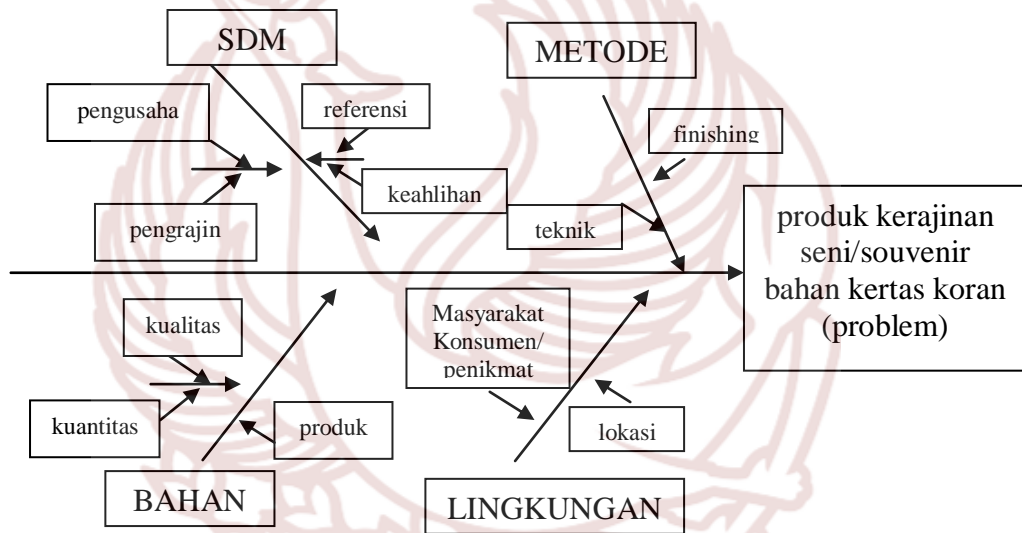 SDM
METODE
pengusaha
referensi
finishing
keahlihan
pengrajin
teknik
produk kerajinan
seni/souvenir
bahan kertas koran
(problem)
kualitas
Masyarakat
Konsumen/
penikmat
kuantitas
produk
lokasi
BAHAN
LINGKUNGAN